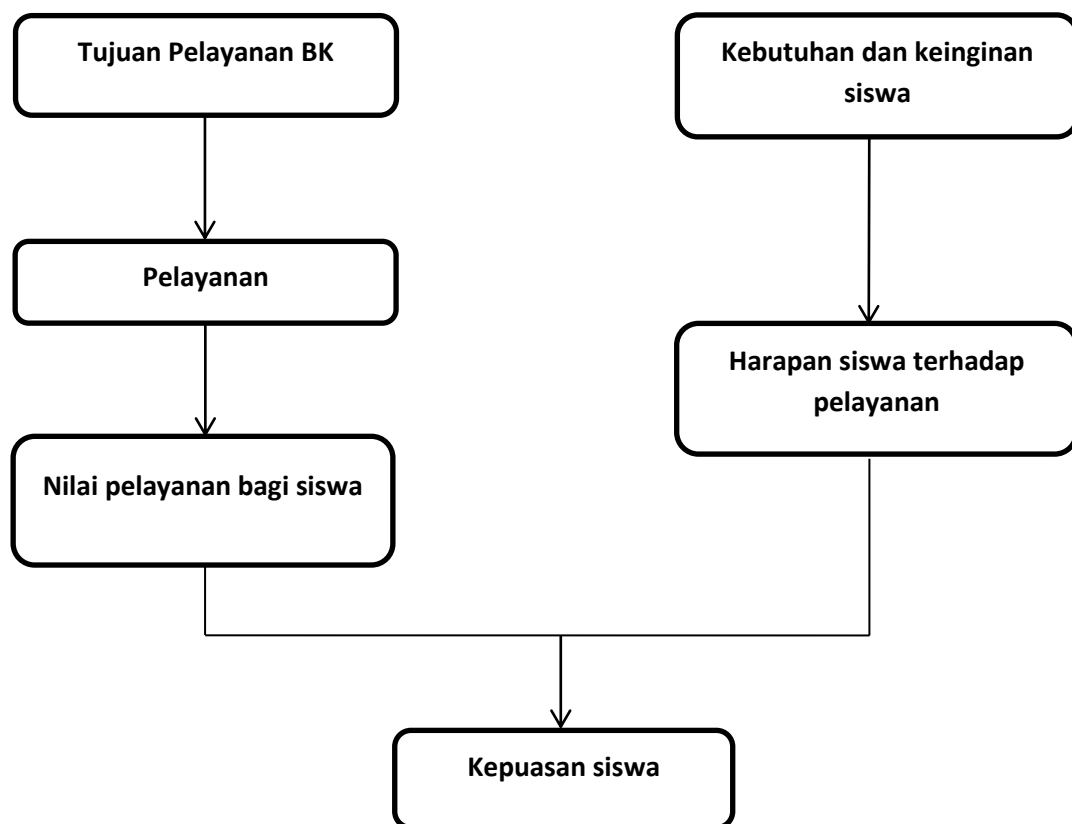 Tujuan Pelayanan BK
Kebutuhan dan keinginan
siswa
Pelayanan
Harapan siswa terhadap
pelayanan
Nilai pelayanan bagi siswa
Kepuasan siswa